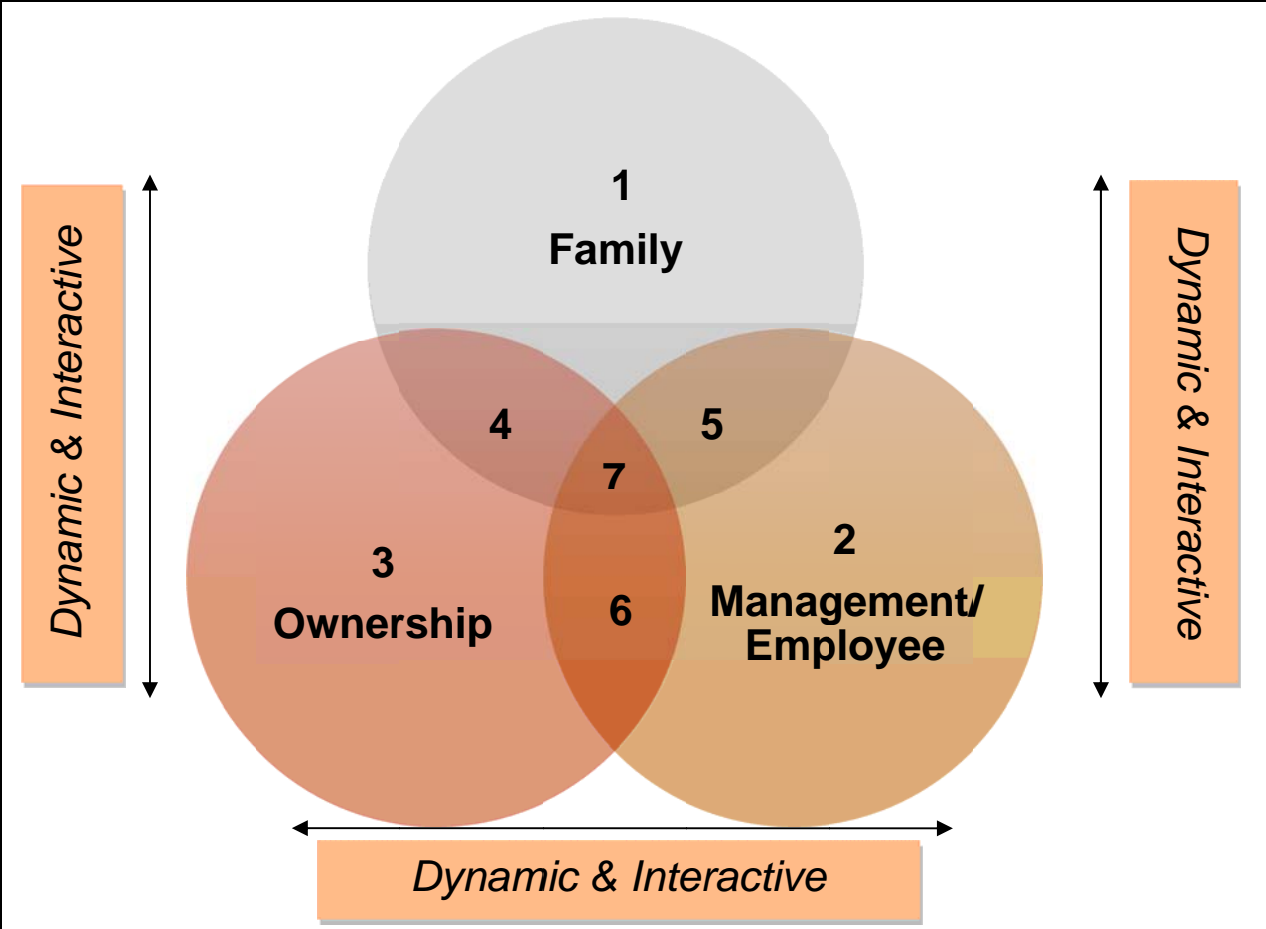 1
Family
Dynamic & Interactive
Dynamic & Interactive
4
5
7
3
Ownership
2
Management/
Employee
6
Dynamic & Interactive